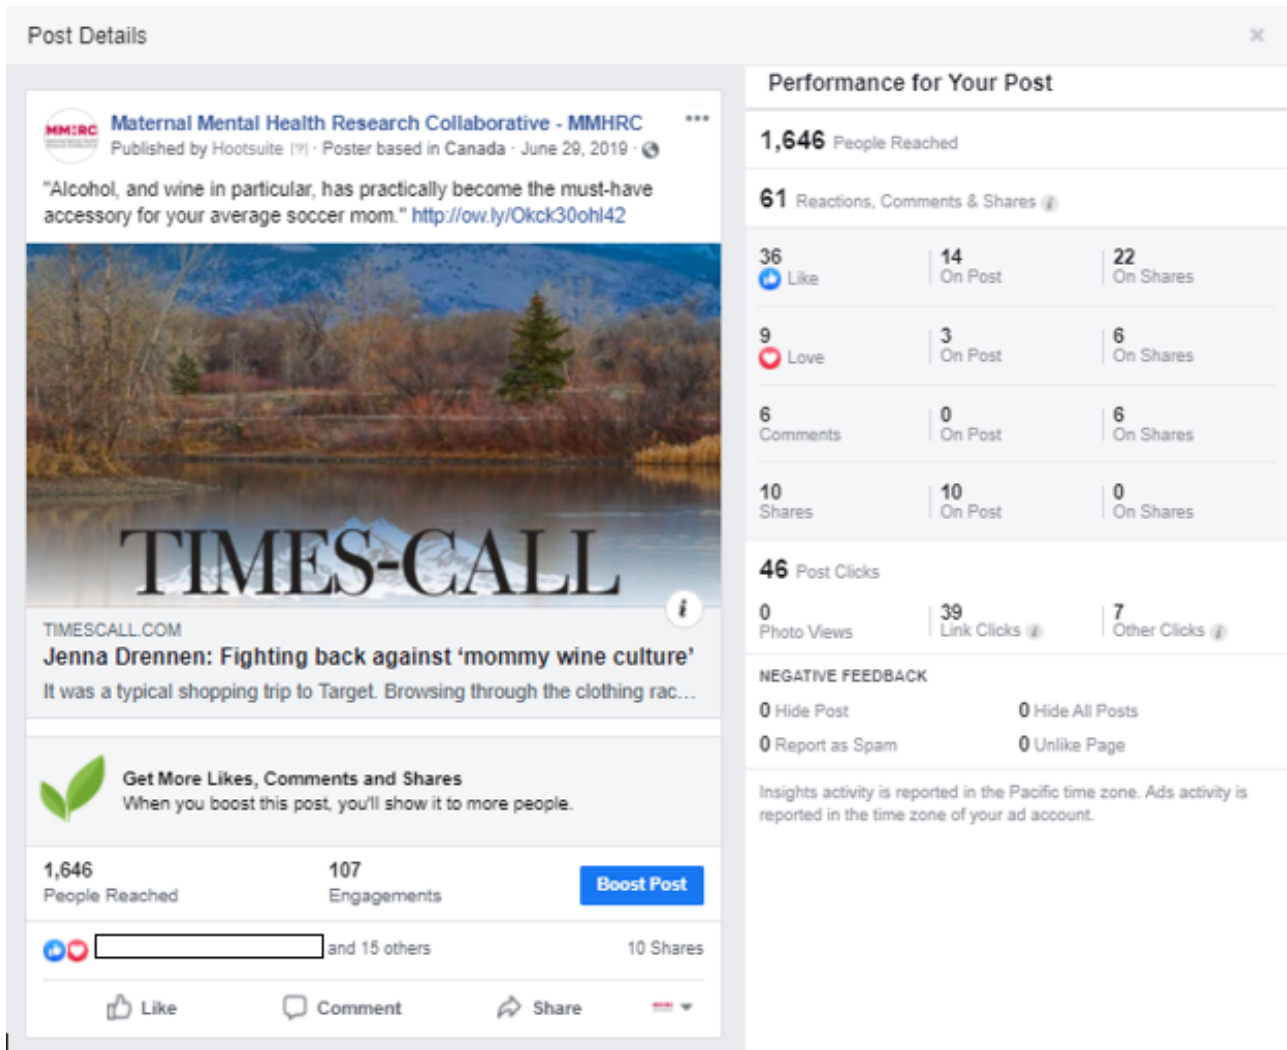 Post Details
MMHRC
Maternal Mental Health Research Collaborative - MMHRC
Published by Hootsuite [?] · Poster based in Canada · June 29, 2019 ·
"Alcohol, and wine in particular, has practically become the must-have
accessory for your average soccer mom." http://ow.ly/Okck30ohl42
TIMES-CALL
TIMESCALL.COM
Jenna Drennen: Fighting back against ‘mommy wine culture’
It was a typical shopping trip to Target. Browsing through the clothing rac...
Get More Likes, Comments and Shares
When you boost this post, you'll show it to more people.
1,646 107
People Reached Engagements
Boost Post
and 15 others 10 Shares
Like Comment Share
Performance for Your Post
1,646 People Reached
61 Reactions, Comments & Shares
36 14 22
Like On Post On Shares
9 3 6
Love On Post On Shares
6 0 6
Comments On Post On Shares
10 10 0
Shares On Post On Shares
46 Post Clicks
0 39 7
Photo Views Link Clicks Other Clicks
NEGATIVE FEEDBACK
0 Hide Post 0 Hide All Posts
0 Report as Spam 0 Unlike Page
Insights activity is reported in the Pacific time zone. Ads activity is
reported in the time zone of your ad account.